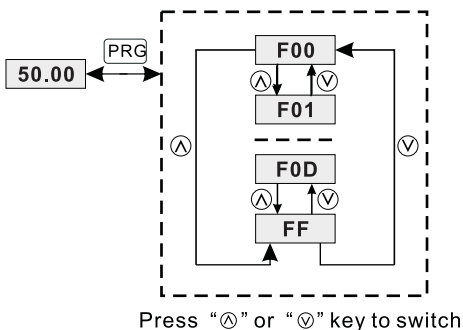 PRG
50.00
F00
F01
F0D
FF
Press “⊘” or “⊘” key to switch